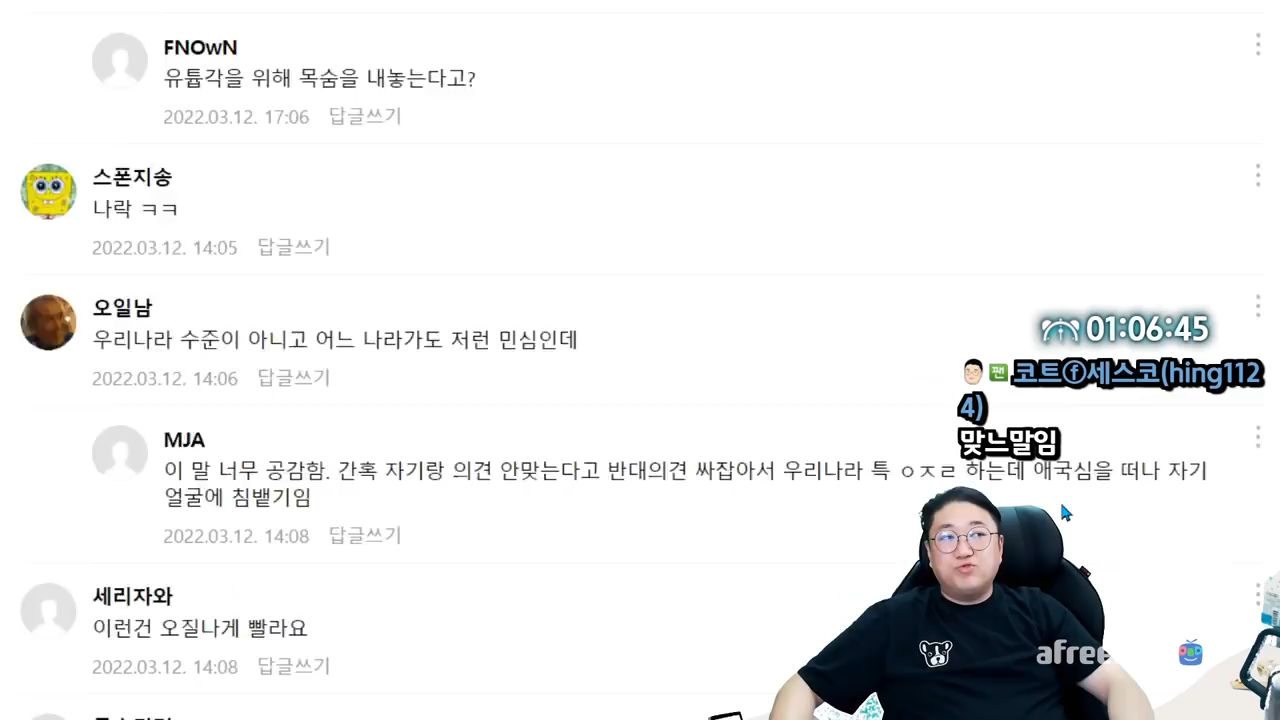 FNOwN
유튭각을 위해 목숨을 내놓는다고?
2022.03.12. 17:06 답글쓰기
스폰지송
나락 ㅋㅋ
2022.03.12. 14:05 답글쓰기
오일남
우리나라 수준이 아니고 어느 나라가도 저런 민심인데
2022.03.12. 14:06 답글쓰기
01:06:45
짼 코트ⓕ세스코(hing112
4)
맞느말임
MJA
이 말 너무 공감함. 간혹 자기랑 의견 안맞는다고 반대의견 싸잡아서 우리나라 특 ㅇㅈㄹ 하는데 애국심을 떠나 자기
얼굴에 침뱉기임
2022.03.12. 14:08 답글쓰기
세리자와
이런건 오질나게 빨라요
2022.03.12. 14:08 답글쓰기
afree